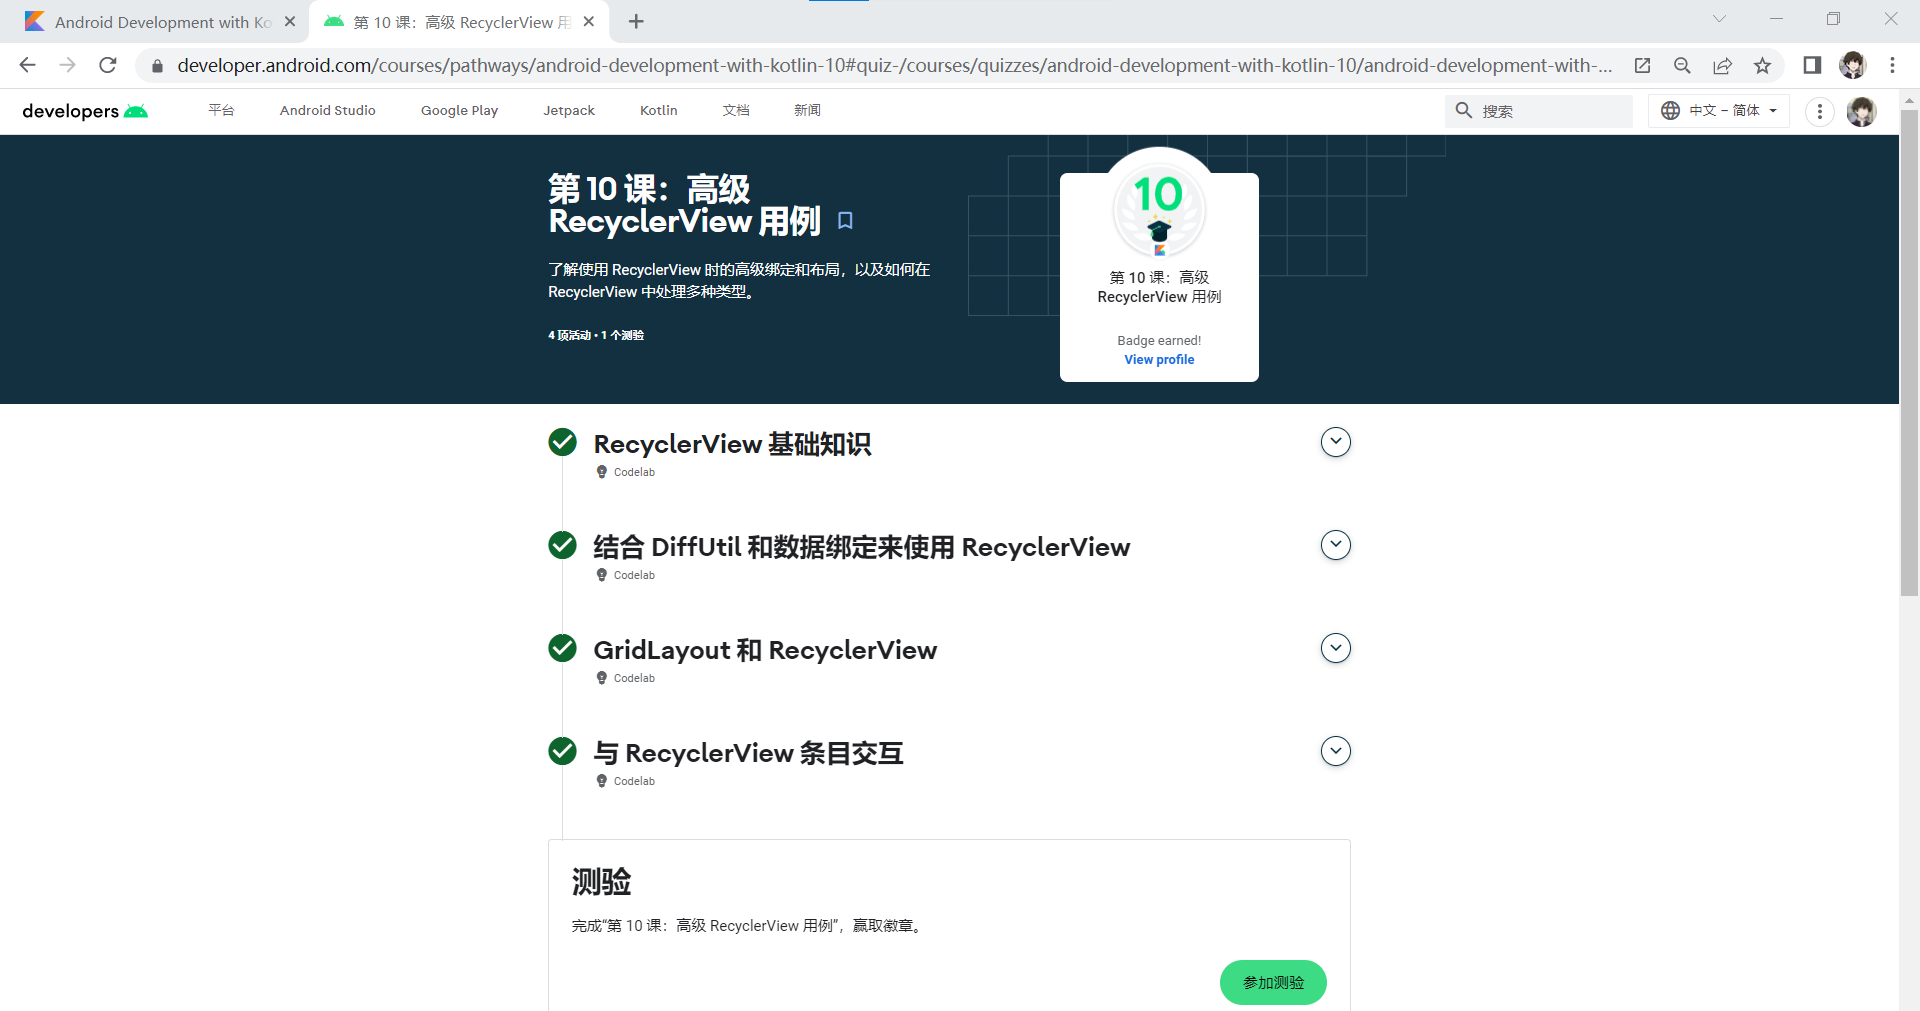 Android Development with Ko
第 10 课：高级 RecyclerView 用
developer.android.com/courses/pathways/android-development-with-kotlin-10#quiz-/courses/quizzes/android-development-with-kotlin-10/android-development-with-...
developers
平台
Android Studio
Google Play
Jetpack
Kotlin
文档
新闻
搜索
中文 – 简体
第 10 课：高级
RecyclerView 用例
了解使用 RecyclerView 时的高级绑定和布局，以及如何在
RecyclerView 中处理多种类型。
4 项活动 • 1 个测验
10
第 10 课：高级
RecyclerView 用例
Badge earned!
View profile
RecyclerView 基础知识
Codelab
结合 DiffUtil 和数据绑定来使用 RecyclerView
Codelab
GridLayout 和 RecyclerView
Codelab
与 RecyclerView 条目交互
Codelab
测验
完成“第 10 课：高级 RecyclerView 用例”，赢取徽章。
参加测验